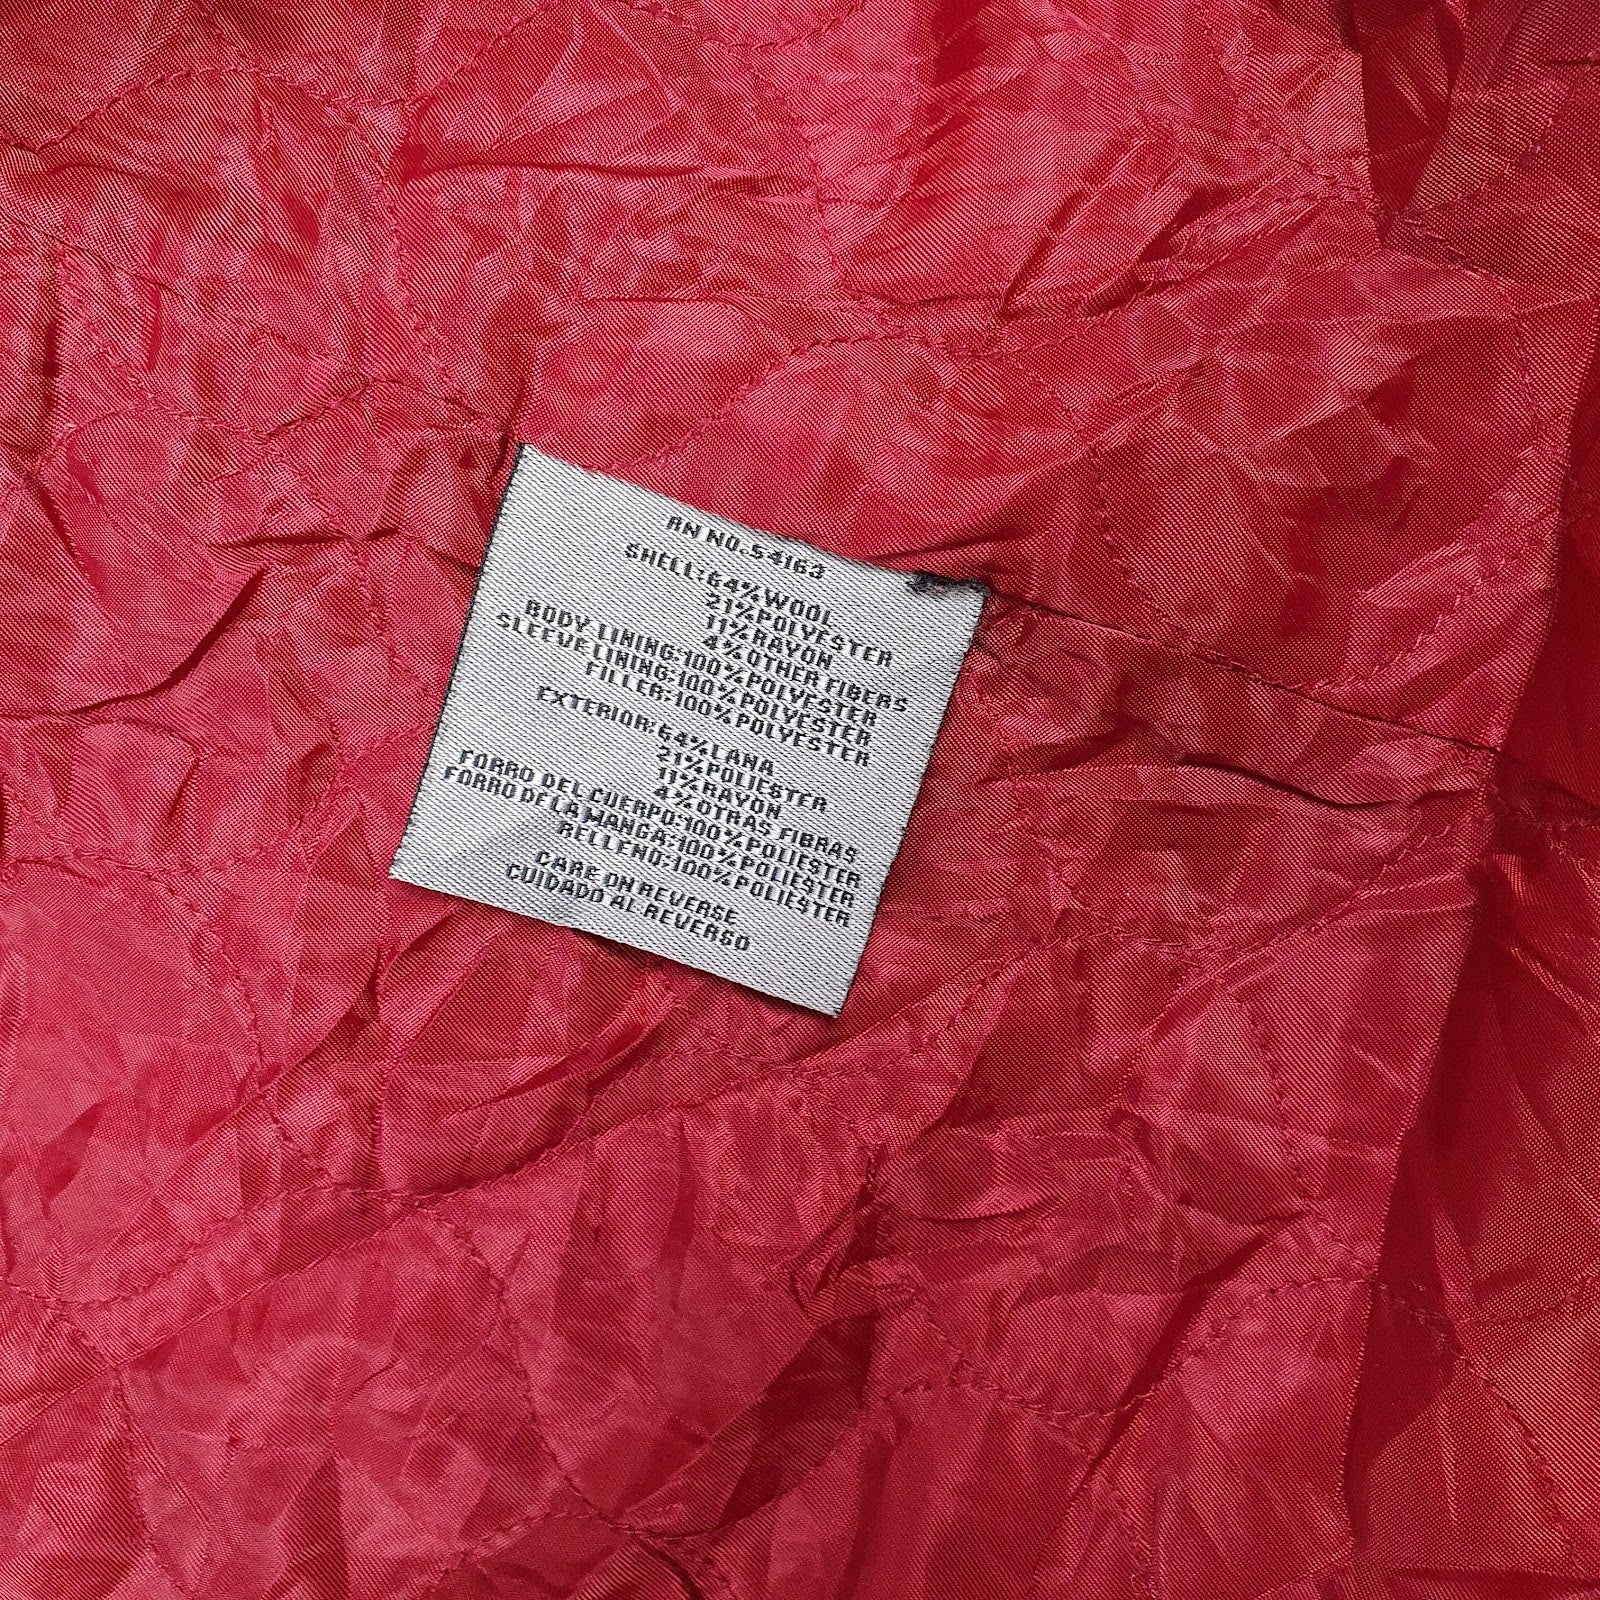 RN NO.54163
SHELL:64%WOOL
21%POLYESTER
11%RAYON
4%OTHER FIBERS
BODY LINING:100%POLYESTER
SLEEVE LINING:100%POLYESTER
FILLER:100%POLYESTER
EXTERIOR:64%LANA
21%POLIESTER
11%RAYON
4%OTRAS FIBRAS
FORRO DEL CUERPO:100%POLIESTER
FORRO DE LA MANGA:100%POLIESTER
RELLENO:100%POLIESTER
CARE ON REVERSE
CUIDADO AL REVERSO